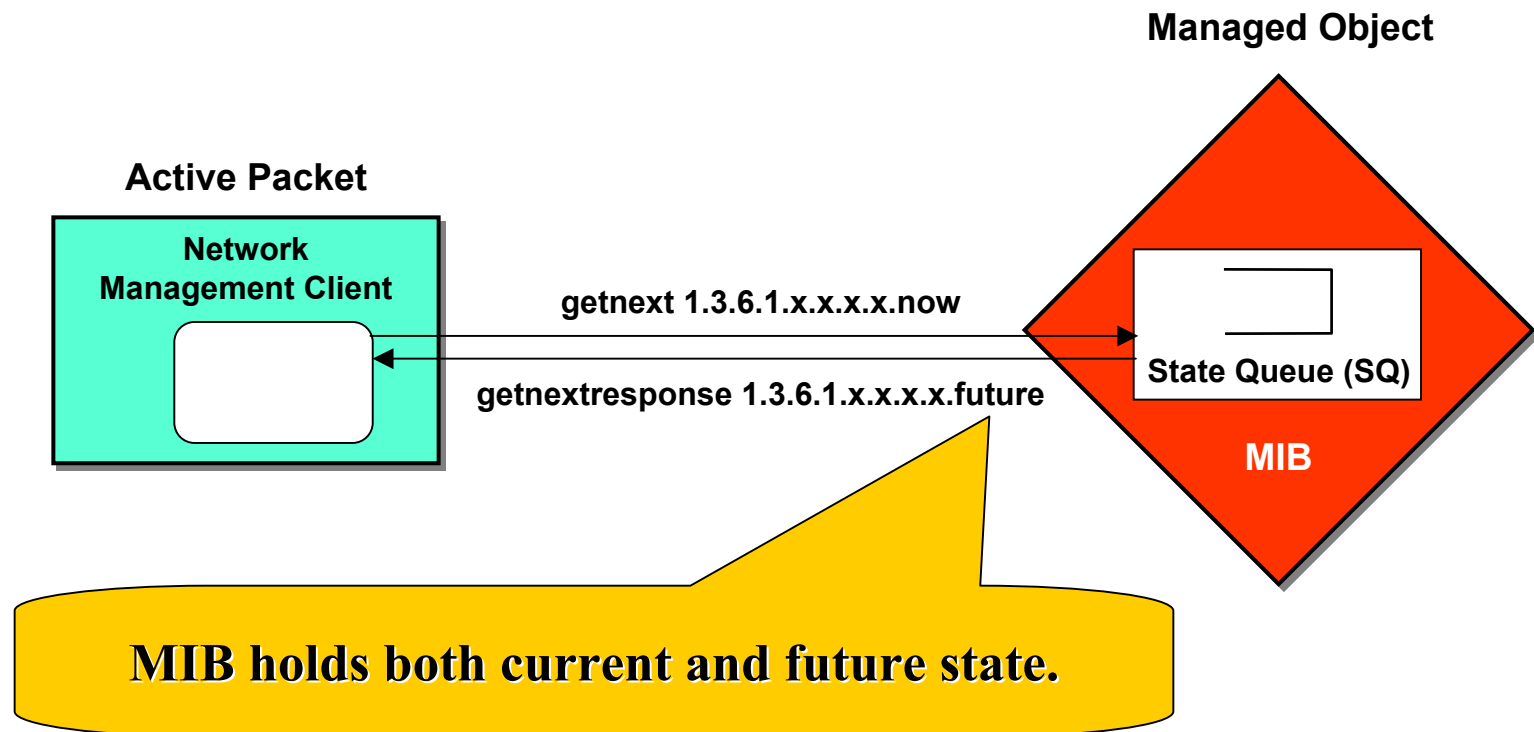 Managed Object
Active Packet
Network
Management Client
getnext 1.3.6.1.x.x.x.x.now
getnextresponse 1.3.6.1.x.x.x.x.future
State Queue (SQ)
MIB
MIB holds both current and future state.